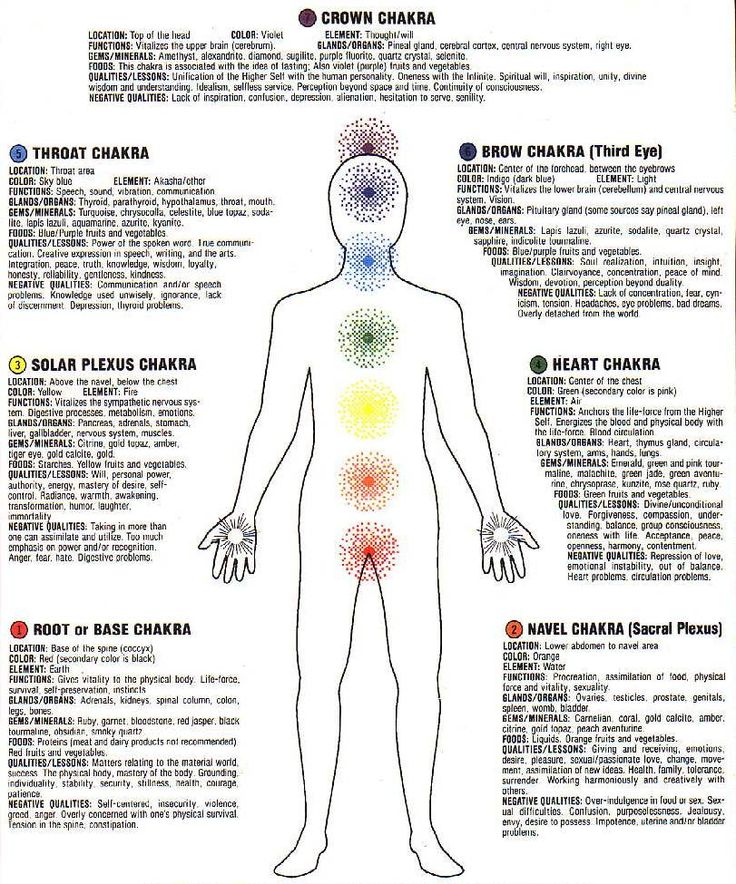 7 CROWN CHAKRA
LOCATION: Top of the head COLOR: Violet ELEMENT: Thought/will
FUNCTIONS: Vitalizes the upper brain (cerebrum). GLANDS/ORGANS: Pineal gland, cerebral cortex, central nervous system, right eye.
GEMS/MINERALS: Amethyst, alexandrite, diamond, sugilite, purple fluorite, quartz crystal, selenite.
FOODS: This chakra is associated with the idea of fasting; Also violet (purple) fruits and vegetables.
QUALITIES/LESSONS: Unification of the Higher Self with the human personality. Oneness with the Infinite. Spiritual will, inspiration, unity, divine
wisdom and understanding. Idealism, selfless service. Perception beyond space and time. Continuity of consciousness.
NEGATIVE QUALITIES: Lack of inspiration, confusion, depression, alienation, hesitation to serve, senility.
5 THROAT CHAKRA
LOCATION: Throat area
COLOR: Sky blue ELEMENT: Akasha/ether
FUNCTIONS: Speech, sound, vibration, communication.
GLANDS/ORGANS: Thyroid, parathyroid, hypothalamus, throat, mouth.
GEMS/MINERALS: Turquoise, chrysocolla, celestite, blue topaz, soda-
lite, lapis lazuli, aquamarine, azurite, kyanite.
FOODS: Blue/Purple fruits and vegetables.
QUALITIES/LESSONS: Power of the spoken word. True communi-
cation. Creative expression in speech, writing, and the arts.
Integration, peace, truth, knowledge, wisdom, loyalty,
honesty, reliability, gentleness, kindness.
NEGATIVE QUALITIES: Communication and/or speech
problems. Knowledge used unwisely, ignorance, lack
of discernment. Depression, thyroid problems.
6 BROW CHAKRA (Third Eye)
LOCATION: Center of the forehead, between the eyebrows
COLOR: Indigo (dark blue) ELEMENT: Light
FUNCTIONS: Vitalizes the lower brain (cerebellum) and central nervous
system. Vision.
GLANDS/ORGANS: Pituitary gland (some sources say pineal gland), left
eye, nose, ears.
GEMS/MINERALS: Lapis lazuli, azurite, sodalite, quartz crystal,
sapphire, indicolite tourmaline.
FOODS: Blue/purple fruits and vegetables.
QUALITIES/LESSONS: Soul realization, intuition, insight,
imagination. Clairvoyance, concentration, peace of mind.
Wisdom, devotion, perception beyond duality.
NEGATIVE QUALITIES: Lack of concentration, fear, cyn-
icism, tension. Headaches, eye problems, bad dreams.
Overly detached from the world.
3 SOLAR PLEXUS CHAKRA
LOCATION: Above the navel, below the chest
COLOR: Yellow ELEMENT: Fire
FUNCTIONS: Vitalizes the sympathetic nervous sys-
tem. Digestive processes, metabolism, emotions.
GLANDS/ORGANS: Pancreas, adrenals, stomach,
liver, gallbladder, nervous system, muscles.
GEMS/MINERALS: Citrine, gold topaz, amber,
tiger eye, gold calcite, gold.
FOODS: Starches. Yellow fruits and vegetables.
QUALITIES/LESSONS: Will, personal power,
authority, energy, mastery of desire, self-
control. Radiance, warmth, awakening,
transformation, humor, laughter,
immortality
NEGATIVE QUALITIES: Taking in more than
one can assimilate and utilize. Too much
emphasis on power and/or recognition.
Anger, fear, hate. Digestive problems.
4 HEART CHAKRA
LOCATION: Center of the chest
COLOR: Green (secondary color is pink)
ELEMENT: Air
FUNCTIONS: Anchors the life-force from the Higher
Self. Energizes the blood and physical body with
the life-force. Blood circulation.
GLANDS/ORGANS: Heart, thymus gland, circula-
tory system, arms, hands, lungs.
GEMS/MINERALS: Emerald, green and pink tour-
maline, malachite, green jade, green aventu-
rine, chrysoprase, kunzite, rose quartz, ruby.
FOODS: Green fruits and vegetables.
QUALITIES/LESSONS: Divine/unconditional
love. Forgiveness, compassion, under-
standing, balance, group consciousness,
oneness with life. Acceptance, peace,
openness, harmony, contentment.
NEGATIVE QUALITIES: Repression of love,
emotional instability, out of balance.
Heart problems, circulation problems.
1 ROOT or BASE CHAKRA
LOCATION: Base of the spine (coccyx)
COLOR: Red (secondary color is black)
ELEMENT: Earth
FUNCTIONS: Gives vitality to the physical body. Life-force,
survival, self-preservation, instincts
GLANDS/ORGANS: Adrenals, kidneys, spinal column, colon,
legs, bones.
GEMS/MINERALS: Ruby, garnet, bloodstone, red jasper, black
tourmaline, obsidian, smoky quartz
FOODS: Proteins (meat and dairy products not recommended)
Red fruits and vegetables.
QUALITIES/LESSONS: Matters relating to the material world,
success. The physical body, mastery of the body. Grounding,
individuality, stability, security, stillness, health, courage,
patience.
NEGATIVE QUALITIES: Self-centered, insecurity, violence,
greed, anger. Overly concerned with one's physical survival.
Tension in the spine, constipation.
2 NAVEL CHAKRA (Sacral Plexus)
LOCATION: Lower abdomen to navel area
COLOR: Orange
ELEMENT: Water
FUNCTIONS: Procreation, assimilation of food, physical
force and vitality, sexuality.
GLANDS/ORGANS: Ovaries, testicles, prostate, genitals,
spleen, womb, bladder.
GEMS/MINERALS: Carnelian, coral, gold calcite, amber,
citrine, gold topaz, peach aventurine.
FOODS: Liquids. Orange fruits and vegetables.
QUALITIES/LESSONS: Giving and receiving, emotions,
desire, pleasure, sexual/passionate love, change, move-
ment, assimilation of new ideas. Health, family, tolerance,
surrender. Working harmoniously and creatively with
others.
NEGATIVE QUALITIES: Over-indulgence in food or sex. Sex-
ual difficulties. Confusion, purposelessness. Jealousy,
envy, desire to possess. Impotence, uterine and/or bladder
problems.